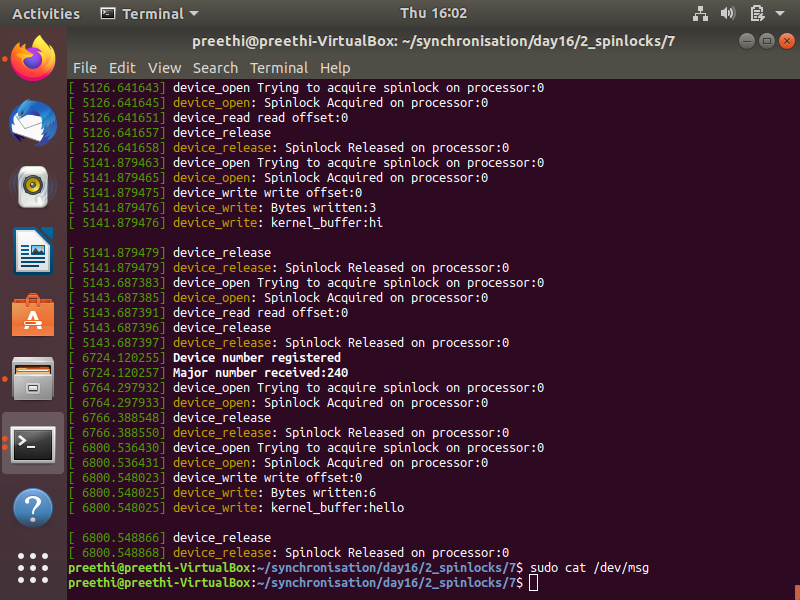 Activities Terminal Thu 16:02
preethi@preethi-VirtualBox: ~/synchronisation/day16/2_spinlocks/7
File Edit View Search Terminal Help
[ 5126.641643] device_open Trying to acquire spinlock on processor:0
[ 5126.641645] device_open: Spinlock Acquired on processor:0
[ 5126.641651] device_read read offset:0
[ 5126.641657] device_release
[ 5126.641658] device_release: Spinlock Released on processor:0
[ 5141.879463] device_open Trying to acquire spinlock on processor:0
[ 5141.879465] device_open: Spinlock Acquired on processor:0
[ 5141.879475] device_write write offset:0
[ 5141.879476] device_write: Bytes written:3
[ 5141.879476] device_write: kernel_buffer:hi
[ 5141.879479] device_release
[ 5141.879479] device_release: Spinlock Released on processor:0
[ 5143.687383] device_open Trying to acquire spinlock on processor:0
[ 5143.687385] device_open: Spinlock Acquired on processor:0
[ 5143.687391] device_read read offset:0
[ 5143.687396] device_release
[ 5143.687397] device_release: Spinlock Released on processor:0
[ 6724.120255] Device number registered
[ 6724.120257] Major number received:240
[ 6764.297932] device_open Trying to acquire spinlock on processor:0
[ 6764.297933] device_open: Spinlock Acquired on processor:0
[ 6766.388548] device_release
[ 6766.388550] device_release: Spinlock Released on processor:0
[ 6800.536430] device_open Trying to acquire spinlock on processor:0
[ 6800.536431] device_open: Spinlock Acquired on processor:0
[ 6800.548023] device_write write offset:0
[ 6800.548025] device_write: Bytes written:6
[ 6800.548025] device_write: kernel_buffer:hello
[ 6800.548866] device_release
[ 6800.548868] device_release: Spinlock Released on processor:0
preethi@preethi-VirtualBox:~/synchronisation/day16/2_spinlocks/7$ sudo cat /dev/msg
preethi@preethi-VirtualBox:~/synchronisation/day16/2_spinlocks/7$